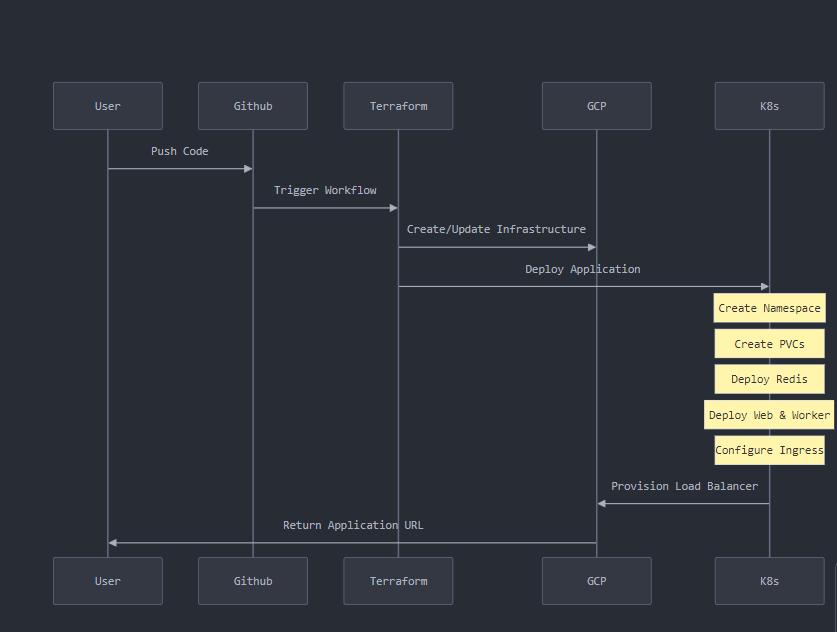 User
Github
Terraform
GCP
K8s
Push Code
Trigger Workflow
Create/Update Infrastructure
Deploy Application
Create Namespace
Create PVCs
Deploy Redis
Deploy Web & Worker
Configure Ingress
Provision Load Balancer
Return Application URL
User
Github
Terraform
GCP
K8s